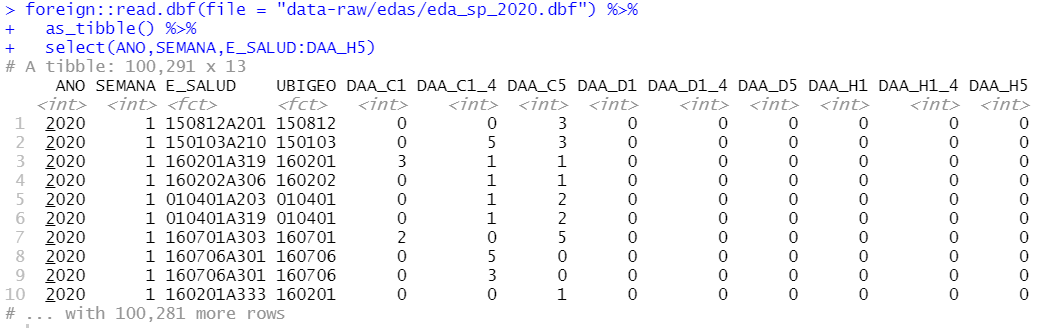 > foreign::read.dbf(file = "data-raw/edas/eda_sp_2020.dbf") %>%
+   as_tibble() %>%
+   select(ANO,SEMANA,E_SALUD:DAA_H5)
# A tibble: 100,291 x 13
ANO SEMANA E_SALUD UBIGEO DAA_C1 DAA_C1_4 DAA_C5 DAA_D1 DAA_D1_4 DAA_D5 DAA_H1 DAA_H1_4 DAA_H5
<int> <int> <fct> <fct> <int> <int> <int> <int> <int> <int> <int> <int> <int>
1 2020 1 150812A201 150812 0 0 3 0 0 0 0 0 0
2 2020 1 150103A210 150103 0 5 3 0 0 0 0 0 0
3 2020 1 160201A319 160201 3 1 1 0 0 0 0 0 0
4 2020 1 160202A306 160202 0 1 1 0 0 0 0 0 0
5 2020 1 010401A203 010401 0 1 2 0 0 0 0 0 0
6 2020 1 010401A319 010401 0 1 2 0 0 0 0 0 0
7 2020 1 160701A303 160701 2 0 5 0 0 0 0 0 0
8 2020 1 160706A301 160706 0 5 0 0 0 0 0 0 0
9 2020 1 160706A301 160706 0 3 0 0 0 0 0 0 0
10 2020 1 160201A333 160201 0 0 1 0 0 0 0 0 0
# ... with 100,281 more rows